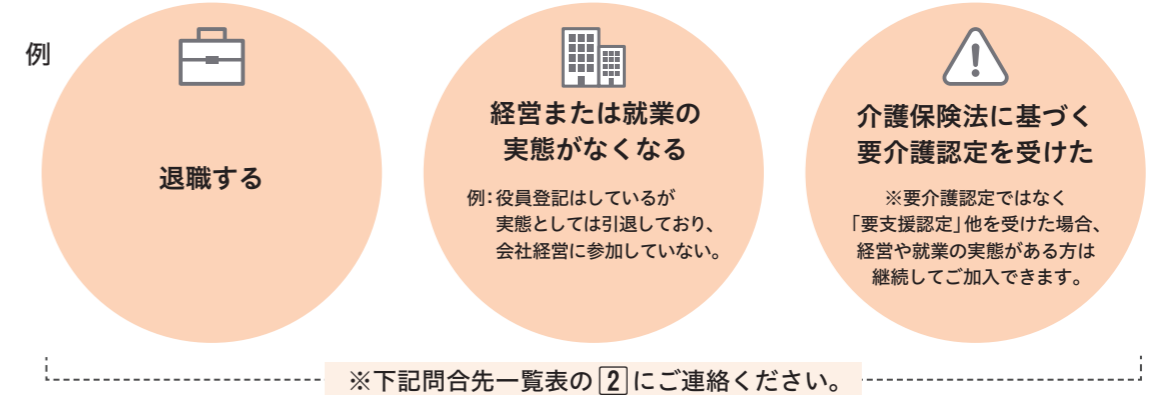 例
退職する
経営または就業の
実態がなくなる
例：役員登記はしているが
実態としては引退しており、
会社経営に参加していない。
介護保険法に基づく
要介護認定を受けた
※要介護認定ではなく
「要支援認定」他を受けた場合、
経営や就業の実態がある方は
継続してご加入できます。
※下記問合先一覧表の2にご連絡ください。